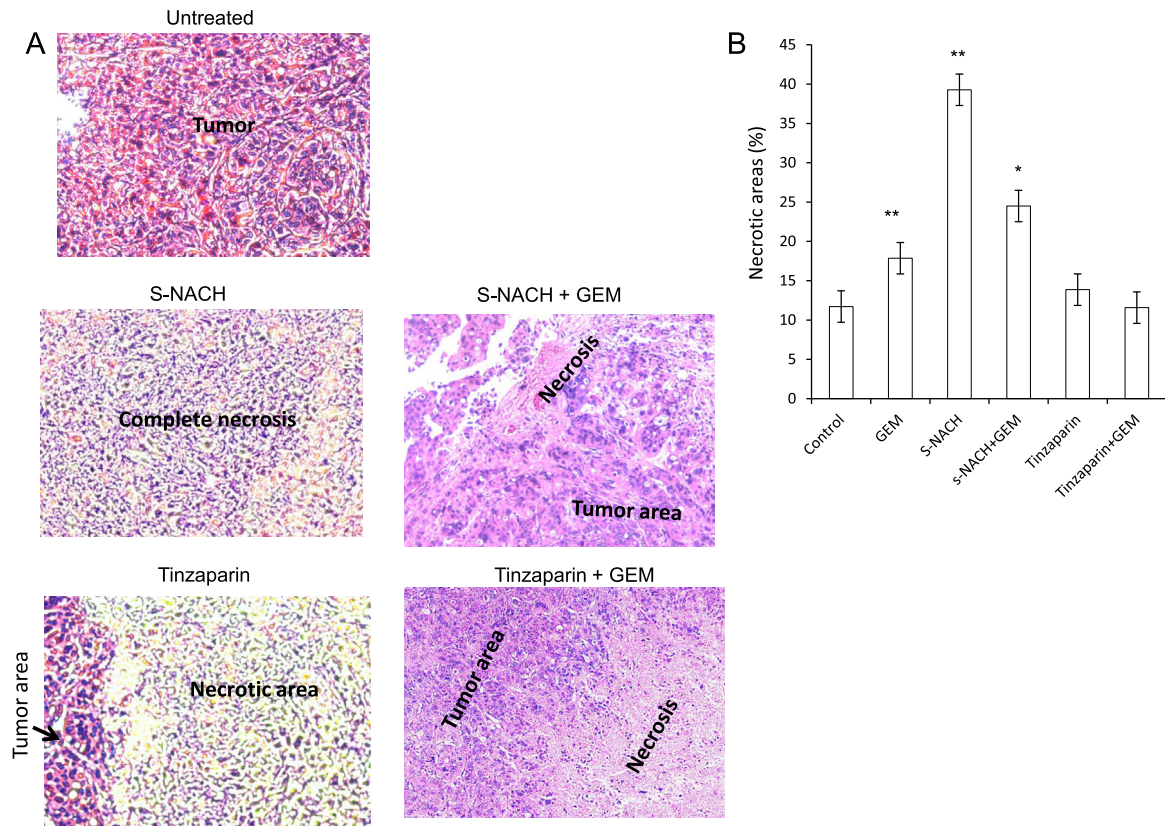 A
Untreated
Tumor
S-NACH
Complete necrosis
S-NACH + GEM
Necrosis
Tumor area
Tinzaparin
Tumor area
Necrotic area
Tinzaparin + GEM
Tumor area
Necrosis
B
Necrotic areas (%)
45
40
35
30
25
20
15
10
5
0
**
**
*
Control
GEM
S-NACH
s-NACH+GEM
Tinzaparin
Tinzaparin+GEM